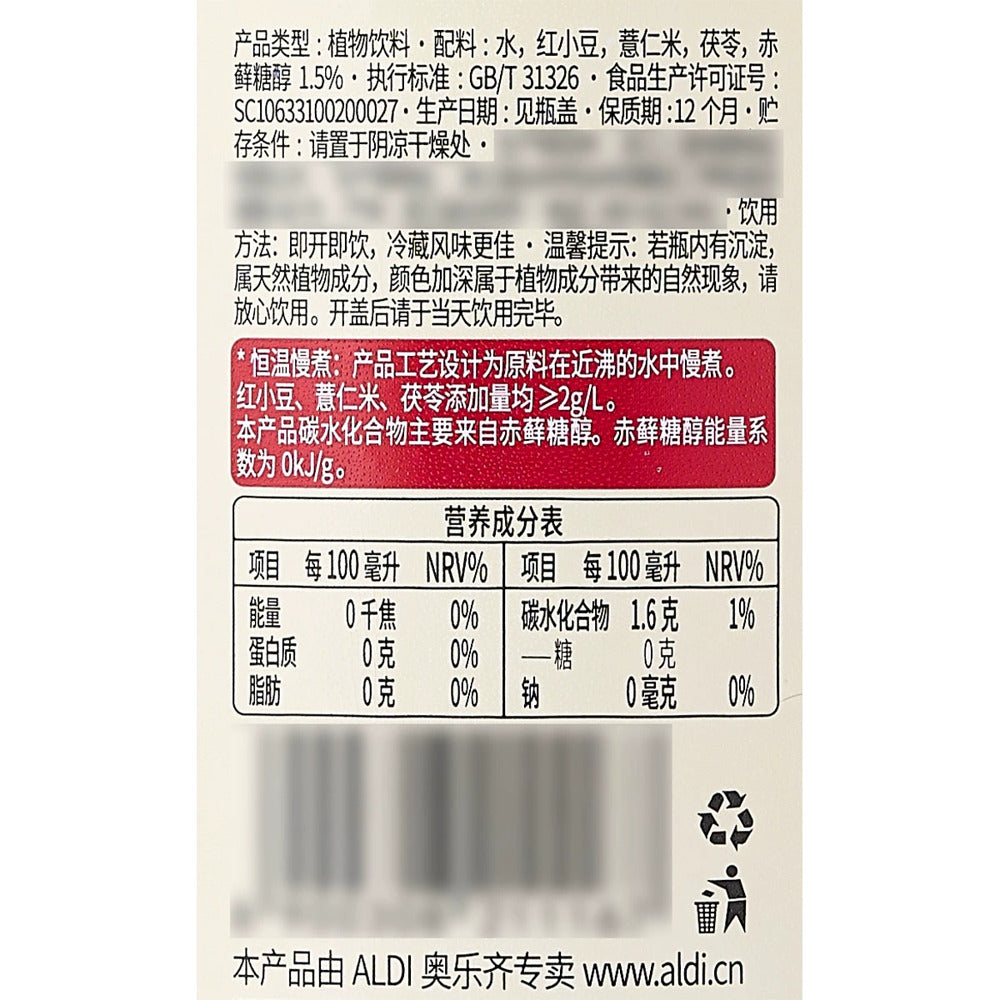 产品类型：植物饮料·配料：水，红小豆，薏仁米，茯苓，赤
藓糖醇 1.5%·执行标准：GB/T 31326·食品生产许可证号：
SC10633100200027·生产日期：见瓶盖·保质期：12 个月·贮
存条件：请置于阴凉干燥处·
·饮用
方法：即开即饮，冷藏风味更佳·温馨提示：若瓶内有沉淀，
属天然植物成分，颜色加深属于植物成分带来的自然现象，请
放心饮用。开盖后请于当天饮用完毕。
*恒温慢煮：产品工艺设计为原料在近沸的水中慢煮。
红小豆、薏仁米、茯苓添加量均≥2g/L。
本产品碳水化合物主要来自赤藓糖醇。赤藓糖醇能量系
数为 0kJ/g。
营养成分表
项目 每100毫升 NRV% 项目 每100毫升 NRV%
能量 0千焦 0% 碳水化合物 1.6克 1%
蛋白质 0克 0% —糖 0克
脂肪 0克 0% 钠 0毫克 0%
本产品由 ALDI 奥乐齐专卖 www.aldi.cn